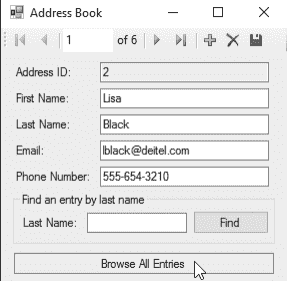 Address Book
1 of 6
Address ID: 2
First Name: Lisa
Last Name: Black
Email: lblack@deitel.com
Phone Number: 555-654-3210
Find an entry by last name
Last Name: Find
Browse All Entries